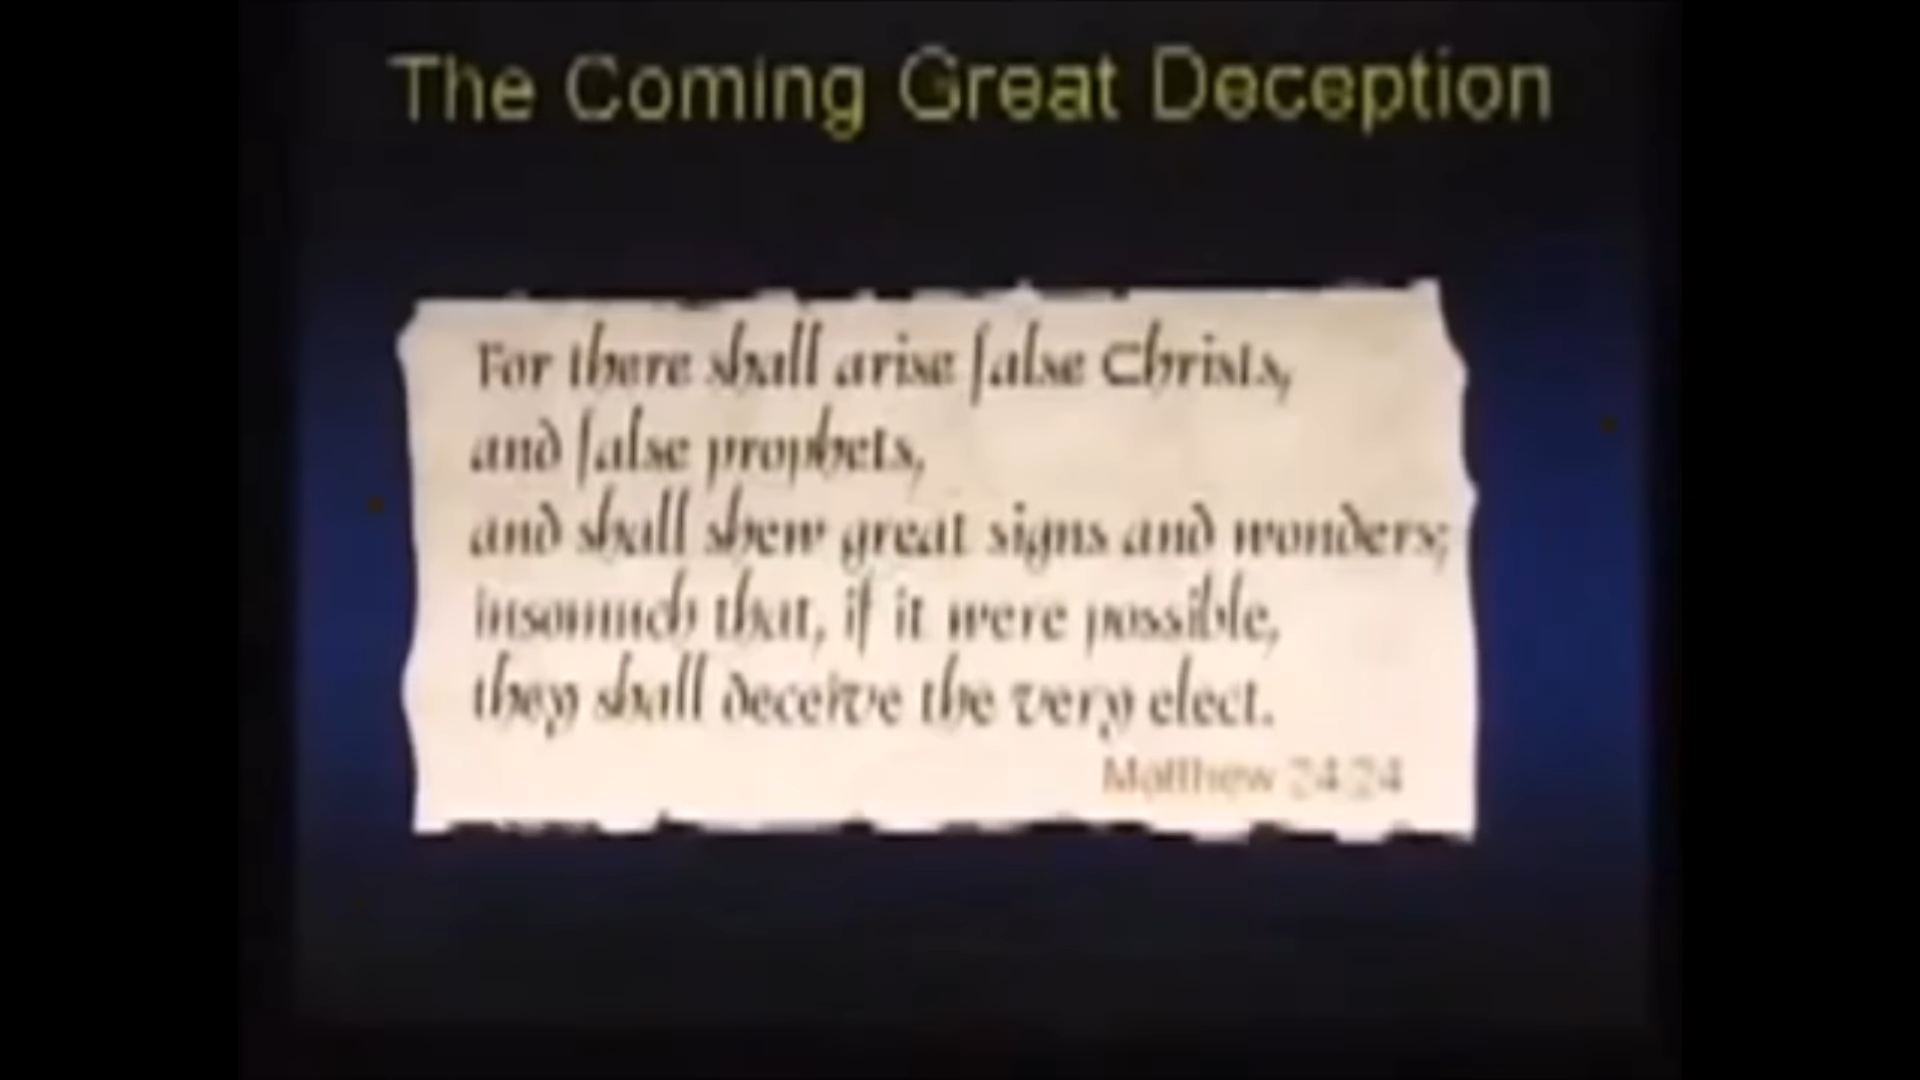 The Coming Great Deception
For there shall arise false Christs,
and false prophets,
and shall shew great signs and wonders;
insomuch that, if it were possible,
they shall deceive the very elect.
Matthew 24:24